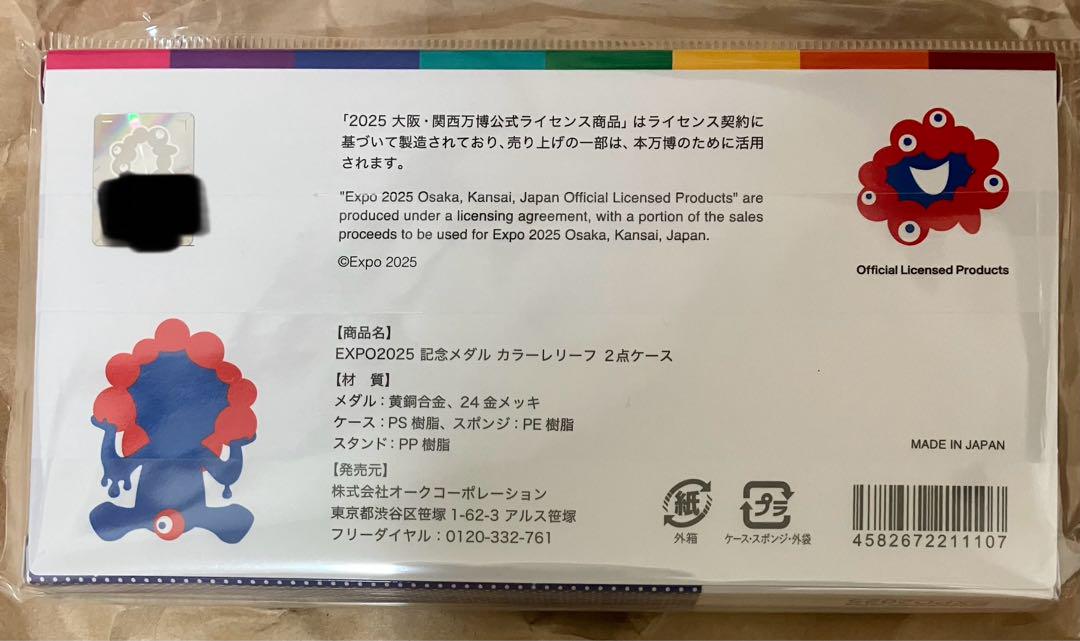 「2025 大阪・関西万博公式ライセンス商品」はライセンス契約に
基づいて製造されており、売り上げの一部は、本万博のために活用
されます。
"Expo 2025 Osaka, Kansai, Japan Official Licensed Products" are
produced under a licensing agreement, with a portion of the sales
proceeds to be used for Expo 2025 Osaka, Kansai, Japan.
©Expo 2025
Official Licensed Products
【商品名】
EXPO2025 記念メダル カラーレリーフ 2点ケース
【材　質】
メダル：黄銅合金、24金メッキ
ケース：PS樹脂、スポンジ：PE樹脂
スタンド：PP樹脂
【発売元】
株式会社オークコーポレーション
東京都渋谷区笹塚1-62-3 アルス笹塚
フリーダイヤル：0120-332-761
紙
外箱
プラ
ケース・スポンジ・外袋
MADE IN JAPAN
4582672211107